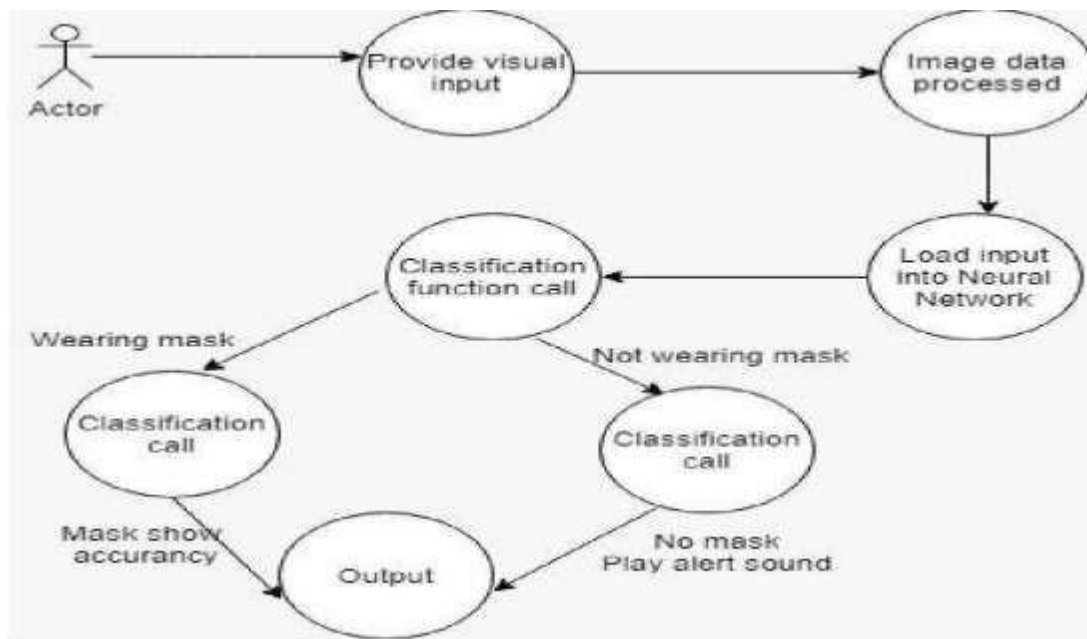 Actor
Provide visual
input
Image data
processed
Load input
into Neural
Network
Classification
function call
Wearing mask
Not wearing mask
Classification
call
Classification
call
Mask show
accurancy
No mask
Play alert sound
Output